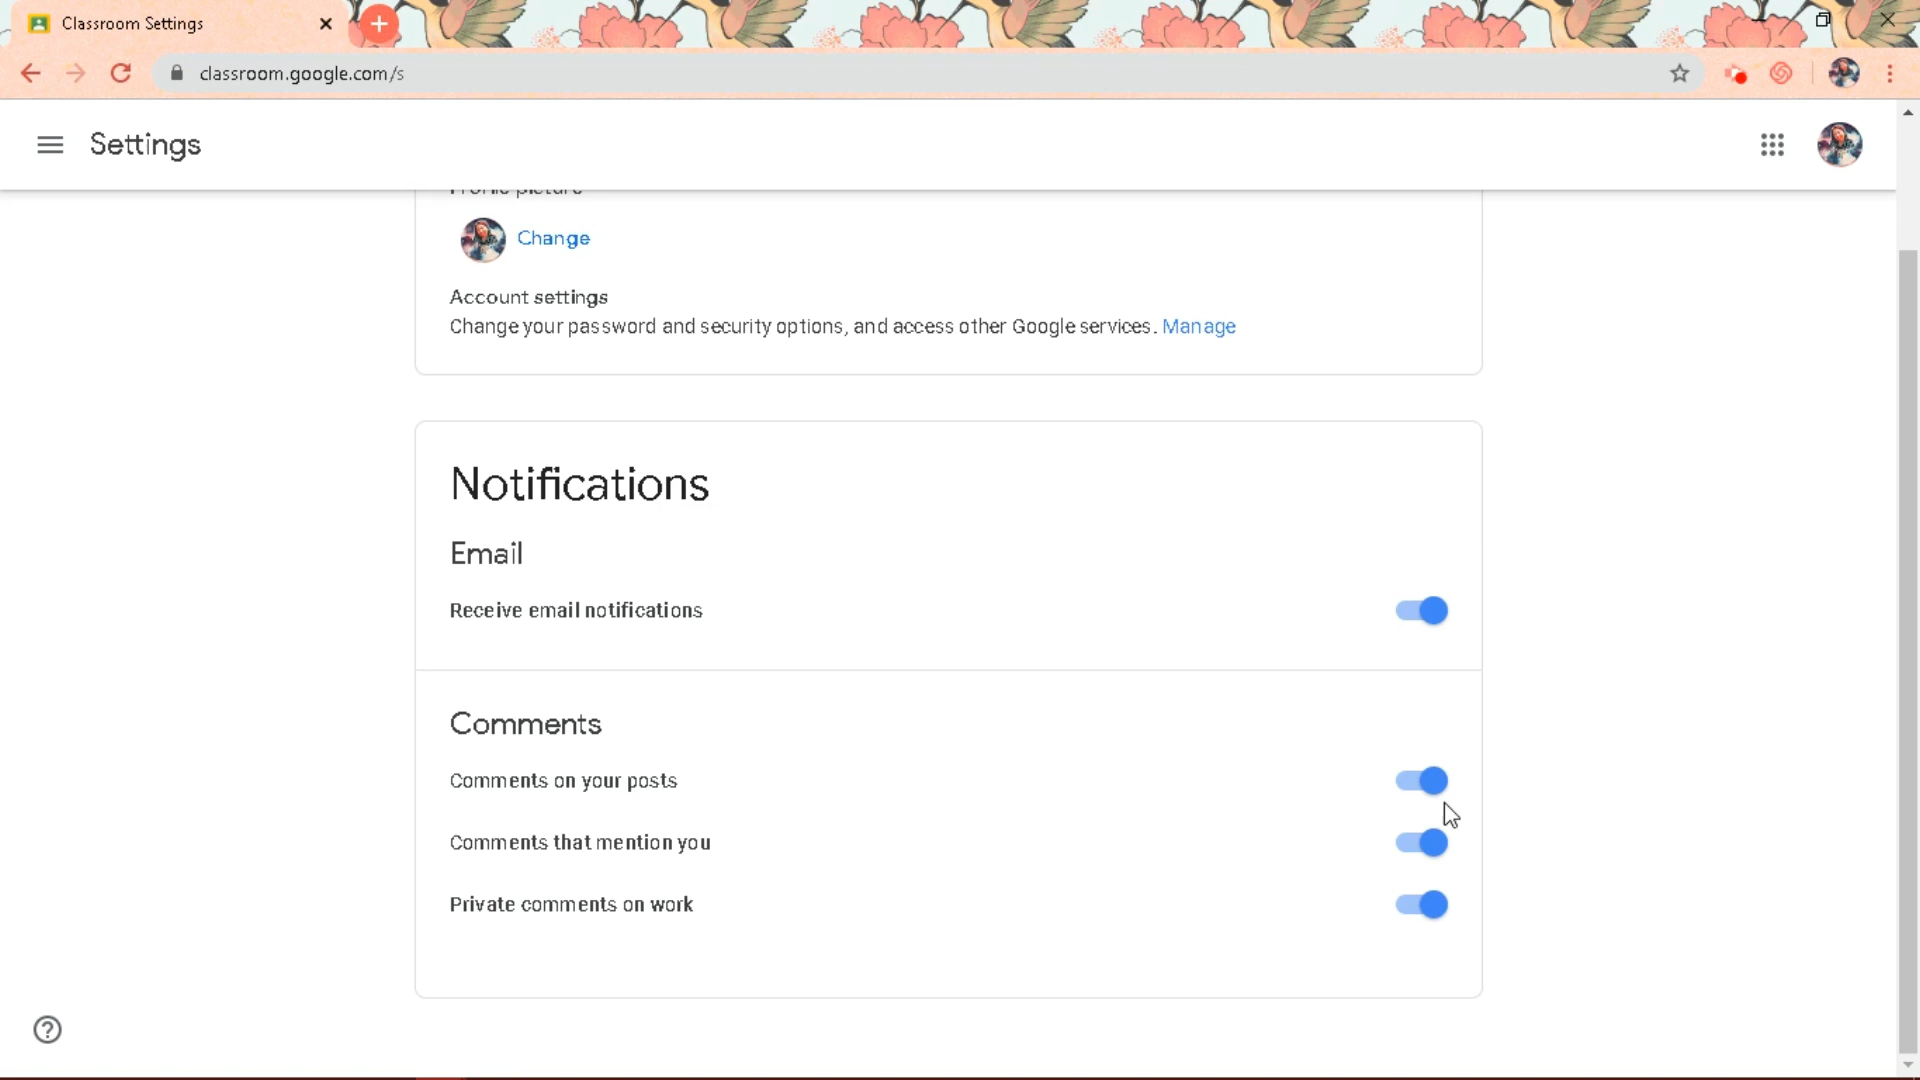 Classroom Settings
classroom.google.com/s
Settings
Profile picture
Change
Account settings
Change your password and security options, and access other Google services. Manage
Notifications
Email
Receive email notifications
Comments
Comments on your posts
Comments that mention you
Private comments on work